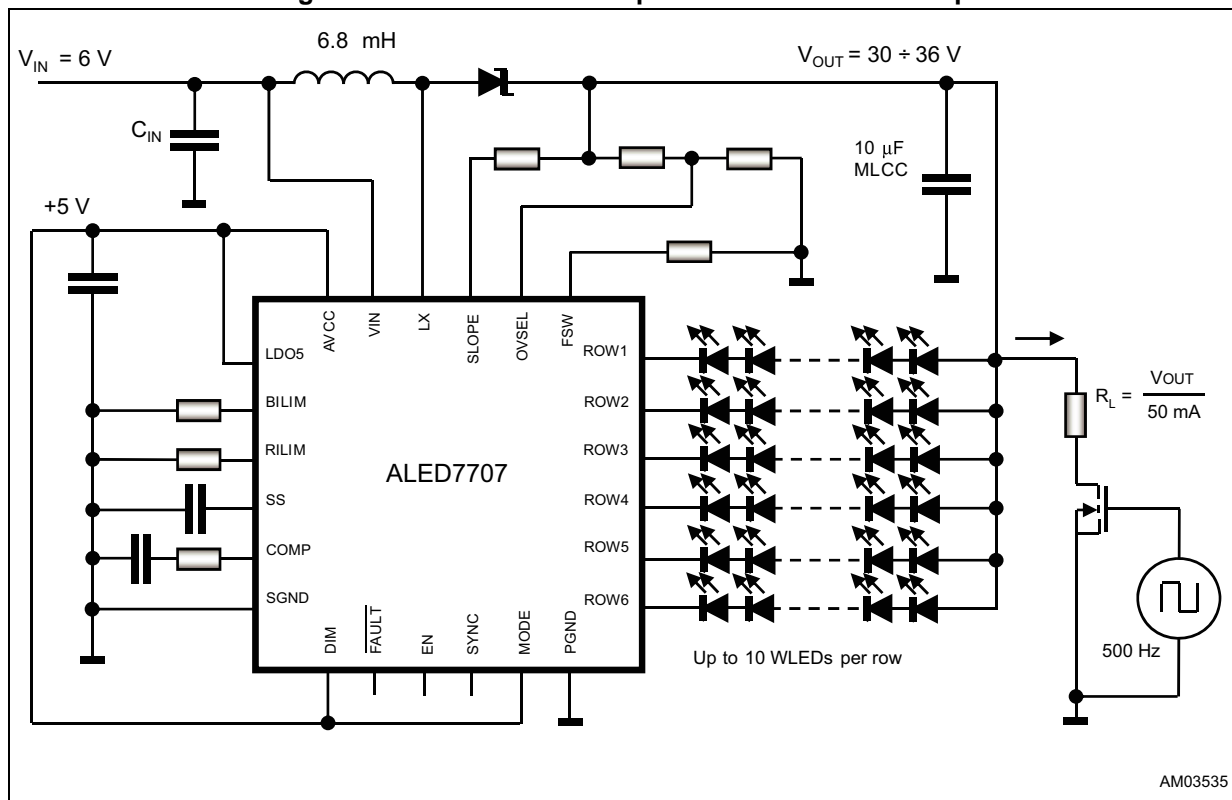 6.8 mH
V_IN = 6 V
V_OUT = 30 ÷ 36 V
C_IN
10 μF
MLCC
+5 V
AVCC
VIN
LX
SLOPE
OVSEL
FSW
LDO5
BILIM
RILIM
SS
COMP
SGND
ALED7707
ROW1
ROW2
ROW3
ROW4
ROW5
ROW6
DIM
FAULT
EN
SYNC
MODE
PGND
R_L = VOUT
50 mA
Up to 10 WLEDs per row
500 Hz
AM03535